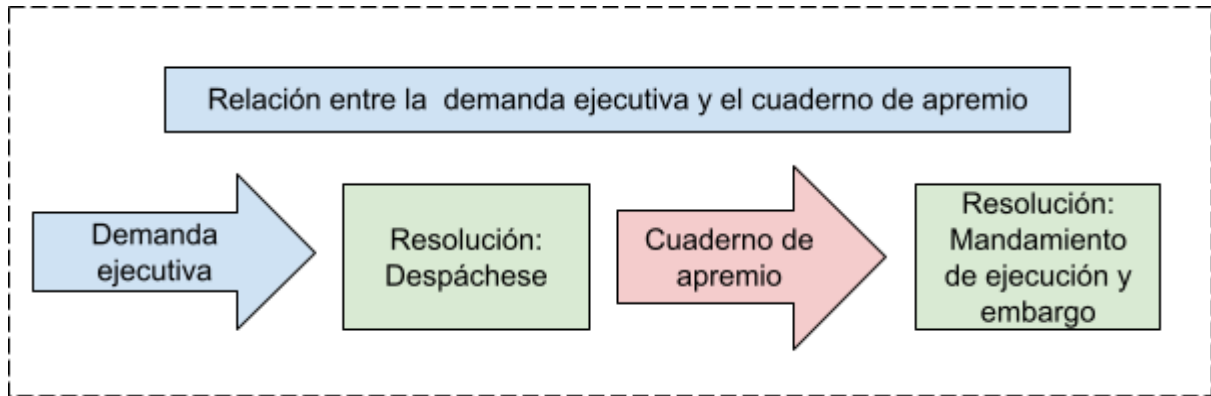 Relación entre la  demanda ejecutiva y el cuaderno de apremio
Demanda
ejecutiva
Resolución:
Despáchese
Cuaderno de
apremio
Resolución:
Mandamiento
de ejecución y
embargo